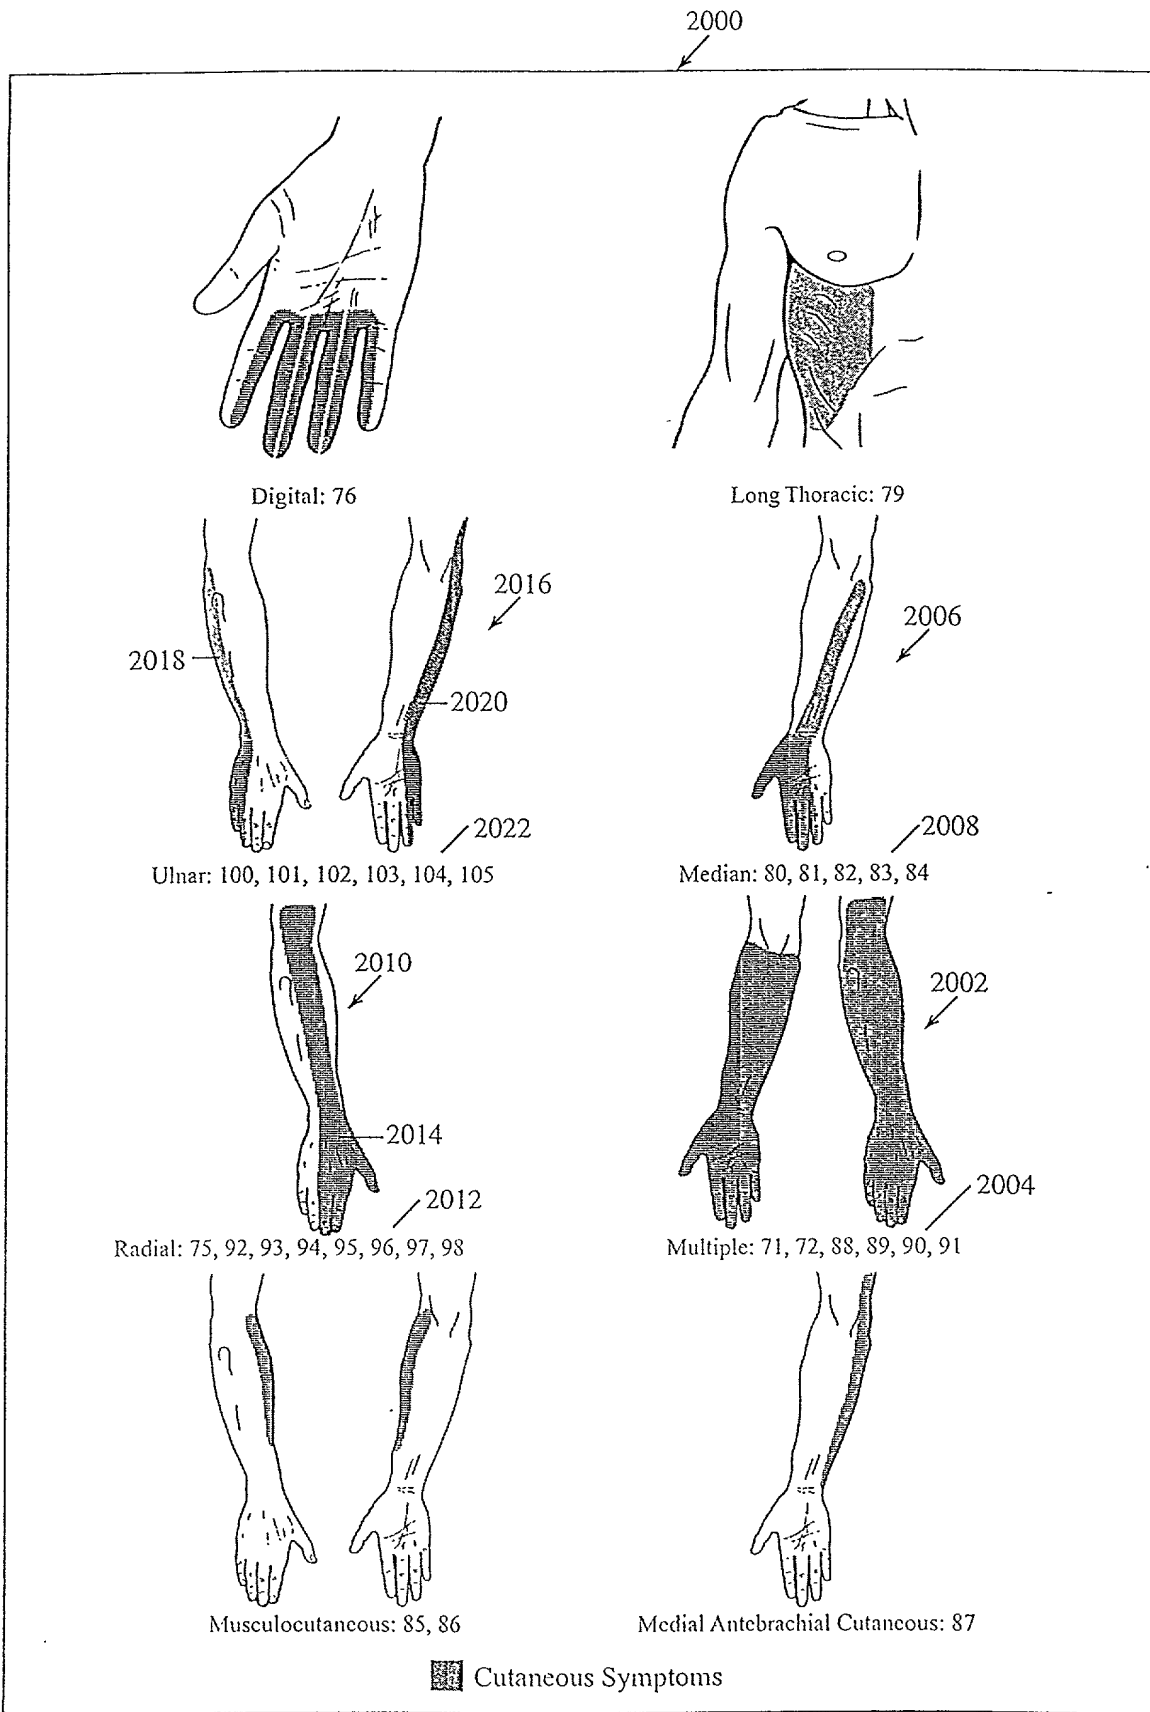 2000
Digital: 76
Long Thoracic: 79
2016
2018
2020
2006
2022
2008
Ulnar: 100, 101, 102, 103, 104, 105
Median: 80, 81, 82, 83, 84
2010
2002
2014
2012
2004
Radial: 75, 92, 93, 94, 95, 96, 97, 98
Multiple: 71, 72, 88, 89, 90, 91
Musculocutaneous: 85, 86
Medial Antebrachial Cutaneous: 87
Cutaneous Symptoms